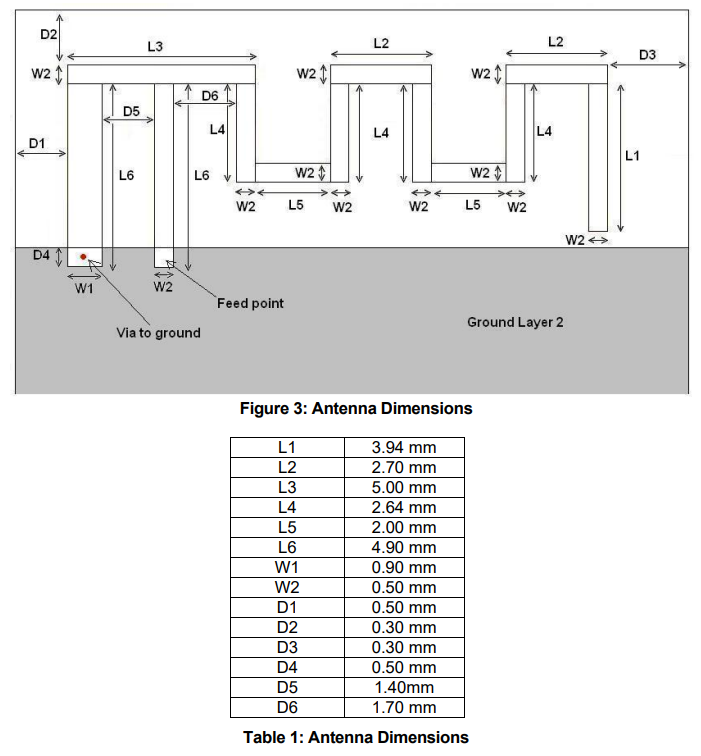 D2
L3
L2
L2
D3
W2
W2
W2
D6
D5
L4
L4
L4
D1
L6
L6
L1
W2
W2
W2
L5
W2
W2
L5
W2
W2
D4
W1
W2
Feed point
Via to ground
Ground Layer 2
Figure 3: Antenna Dimensions
L1 3.94 mm
L2 2.70 mm
L3 5.00 mm
L4 2.64 mm
L5 2.00 mm
L6 4.90 mm
W1 0.90 mm
W2 0.50 mm
D1 0.50 mm
D2 0.30 mm
D3 0.30 mm
D4 0.50 mm
D5 1.40mm
D6 1.70 mm
Table 1: Antenna Dimensions